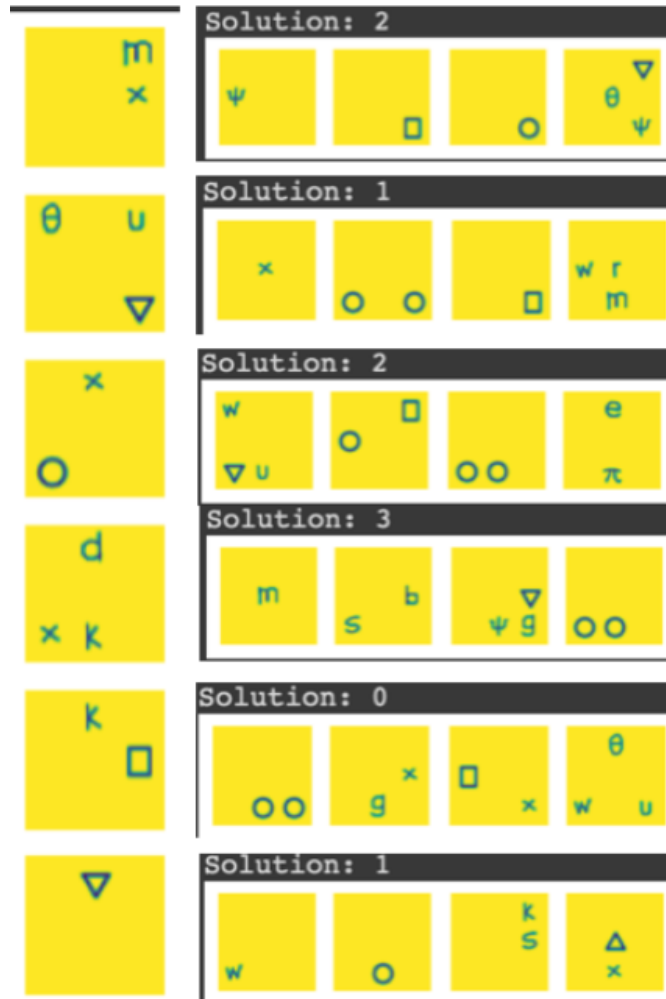 Solution: 2
m
x
ψ
θ
ψ
Solution: 1
θ u
x
w r
m
Solution: 2
x
w
u
e
π
Solution: 3
d
x k
m
b
s
ψ g
Solution: 0
k
x
g
x
θ
w u
Solution: 1
w
k
s
x